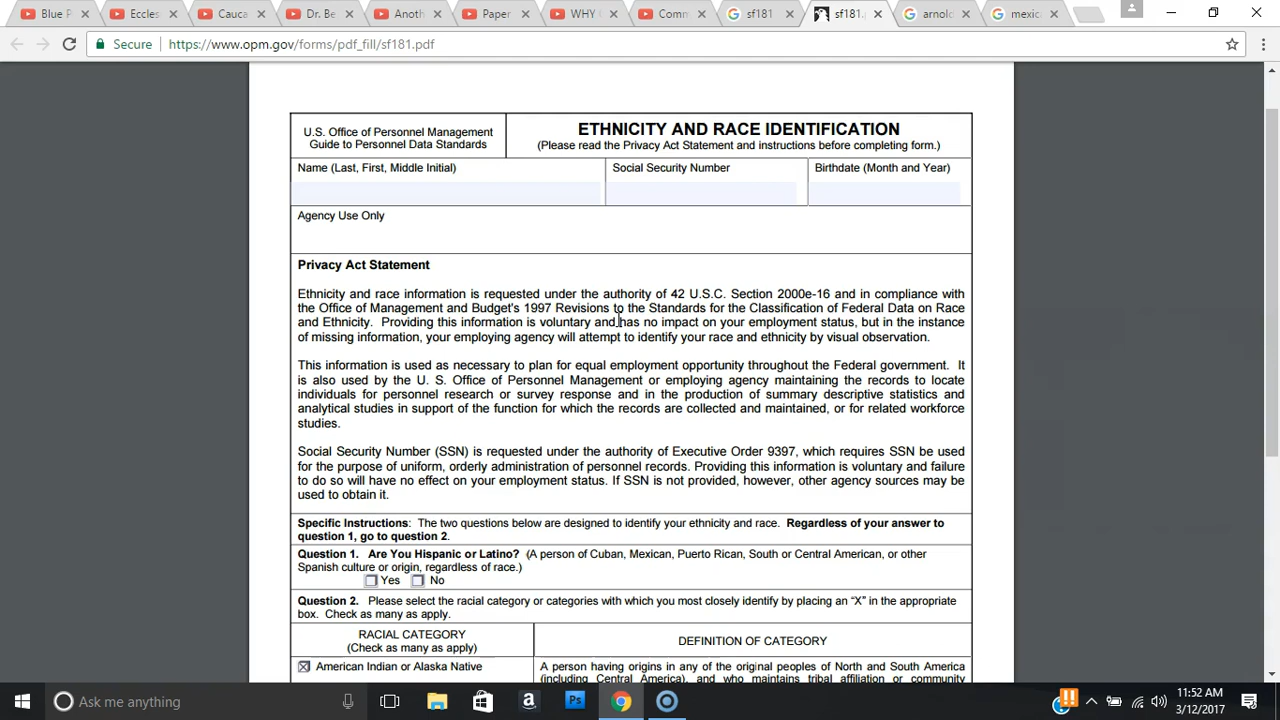 Blue P
Eccles
Cauca
Dr. Be
Anoth
Paper
WHY
Comm
sf181
sf181.
arnold
mexic
Secure
https://www.opm.gov/forms/pdf_fill/sf181.pdf
U.S. Office of Personnel Management
Guide to Personnel Data Standards
ETHNICITY AND RACE IDENTIFICATION
(Please read the Privacy Act Statement and instructions before completing form.)
Name (Last, First, Middle Initial)
Social Security Number
Birthdate (Month and Year)
Agency Use Only
Privacy Act Statement
Ethnicity and race information is requested under the authority of 42 U.S.C. Section 2000e-16 and in compliance with
the Office of Management and Budget's 1997 Revisions to the Standards for the Classification of Federal Data on Race
and Ethnicity. Providing this information is voluntary and has no impact on your employment status, but in the instance
of missing information, your employing agency will attempt to identify your race and ethnicity by visual observation.
This information is used as necessary to plan for equal employment opportunity throughout the Federal government. It
is also used by the U. S. Office of Personnel Management or employing agency maintaining the records to locate
individuals for personnel research or survey response and in the production of summary descriptive statistics and
analytical studies in support of the function for which the records are collected and maintained, or for related workforce
studies.
Social Security Number (SSN) is requested under the authority of Executive Order 9397, which requires SSN be used
for the purpose of uniform, orderly administration of personnel records. Providing this information is voluntary and failure
to do so will have no effect on your employment status. If SSN is not provided, however, other agency sources may be
used to obtain it.
Specific Instructions: The two questions below are designed to identify your ethnicity and race. Regardless of your answer to
question 1, go to question 2.
Question 1. Are You Hispanic or Latino? (A person of Cuban, Mexican, Puerto Rican, South or Central American, or other
Spanish culture or origin, regardless of race.)
Yes No
Question 2. Please select the racial category or categories with which you most closely identify by placing an “X” in the appropriate
box. Check as many as apply.
RACIAL CATEGORY
(Check as many as apply)
DEFINITION OF CATEGORY
American Indian or Alaska Native
A person having origins in any of the original peoples of North and South America
(including Central America), and who maintains tribal affiliation or community
Ask me anything
11:52 AM
3/12/2017